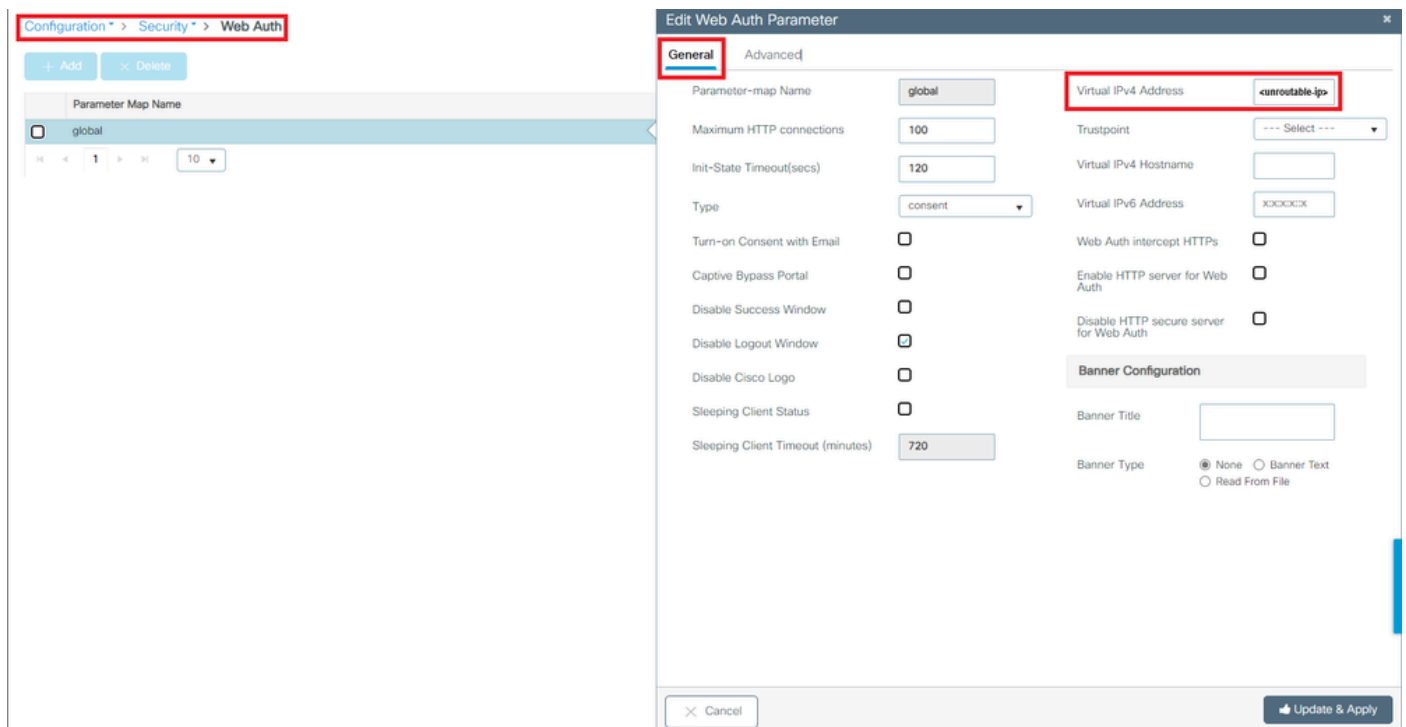 Configuration > Security > Web Auth
+ Add
× Delete
Parameter Map Name
global
1
10
Edit Web Auth Parameter
General
Advanced
Parameter-map Name
global
Maximum HTTP connections
100
Init-State Timeout(secs)
120
Type
consent
Turn-on Consent with Email
Captive Bypass Portal
Disable Success Window
Disable Logout Window
Disable Cisco Logo
Sleeping Client Status
Sleeping Client Timeout (minutes)
720
Virtual IPv4 Address
<unroutable-ip>
Trustpoint
--- Select ---
Virtual IPv4 Hostname
Virtual IPv6 Address
X:X:X:X::X
Web Auth intercept HTTPs
Enable HTTP server for Web
Auth
Disable HTTP secure server
for Web Auth
Banner Configuration
Banner Title
Banner Type
None
Banner Text
Read From File
× Cancel
Update & Apply